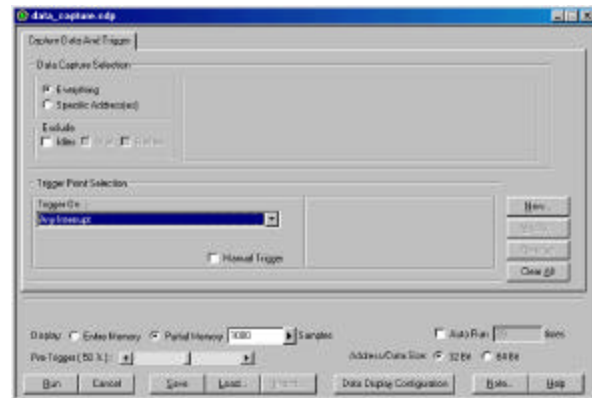 data_capture.sdp
Capture Data And Trigger
Data Capture Selection
Everything
Specific Address(es)
Exclude
Idles
Trigger Point Selection
Trigger On :
Any Interrupt
Manual Trigger
New...
Clear All
Display: Entire Memory Partial Memory 1000 Samples
Auto Run times
Pre-Trigger ( 50 % ) :
Address/Data Size: 32 Bit 64 Bit
Run Cancel Save Load... Data Display Configuration Help